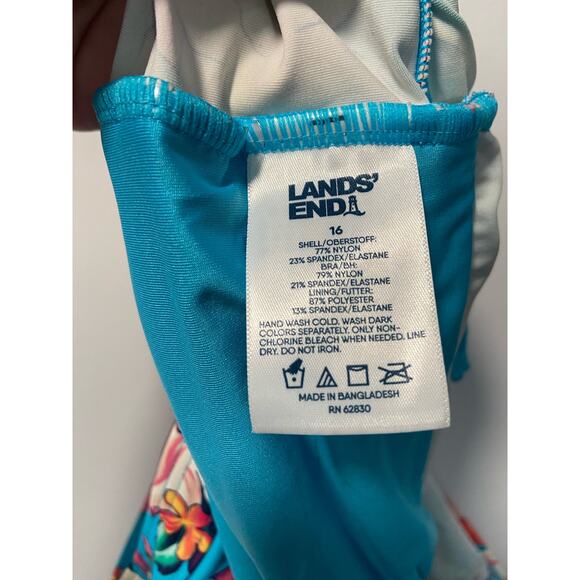 LANDS'
END
16
SHELL/OBERSTOFF:
77% NYLON
23% SPANDEX/ELASTANE
BRA/BH:
79% NYLON
21% SPANDEX/ELASTANE
LINING/FUTTER:
87% POLYESTER
13% SPANDEX/ELASTANE
HAND WASH COLD. WASH DARK
COLORS SEPARATELY. ONLY NON-
CHLORINE BLEACH WHEN NEEDED. LINE
DRY. DO NOT IRON.
MADE IN BANGLADESH
RN 62830